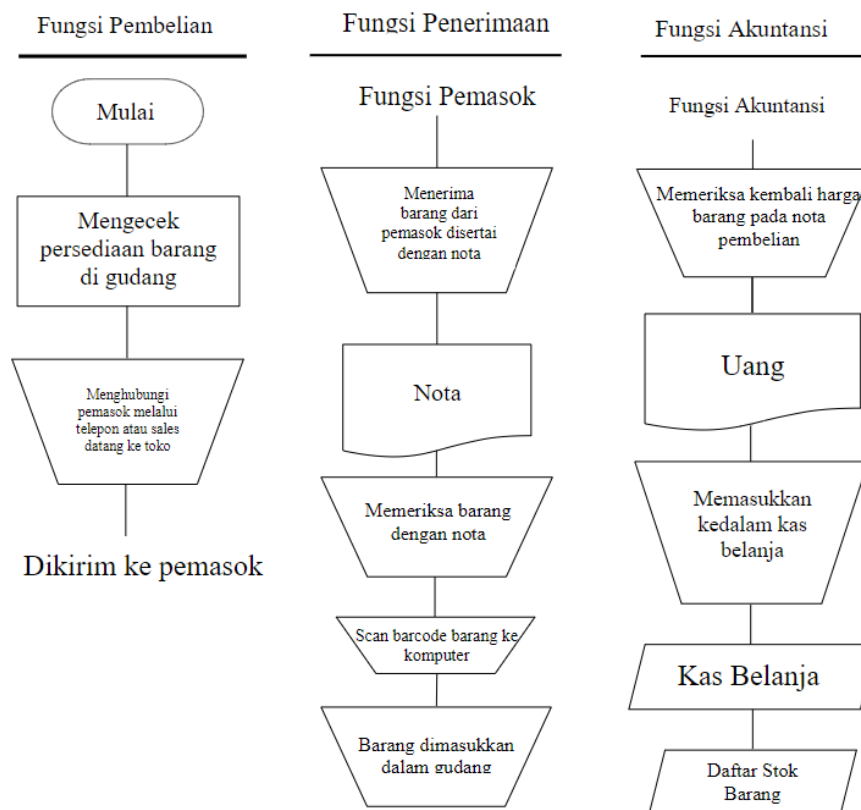 Fungsi Pembelian
Mulai
Mengecek
persediaan barang
di gudang
Menghubungi
pemasok melalui
telepon atau sales
datang ke toko
Dikirim ke pemasok
Fungsi Penerimaan
Fungsi Pemasok
Menerima
barang dari
pemasok disertai
dengan nota
Nota
Memeriksa barang
dengan nota
Scan barcode barang ke
komputer
Barang dimasukkan
dalam gudang
Fungsi Akuntansi
Fungsi Akuntansi
Memeriksa kembali harga
barang pada nota
pembelian
Uang
Memasukkan
kedalam kas
belanja
Kas Belanja
Daftar Stok
Barang